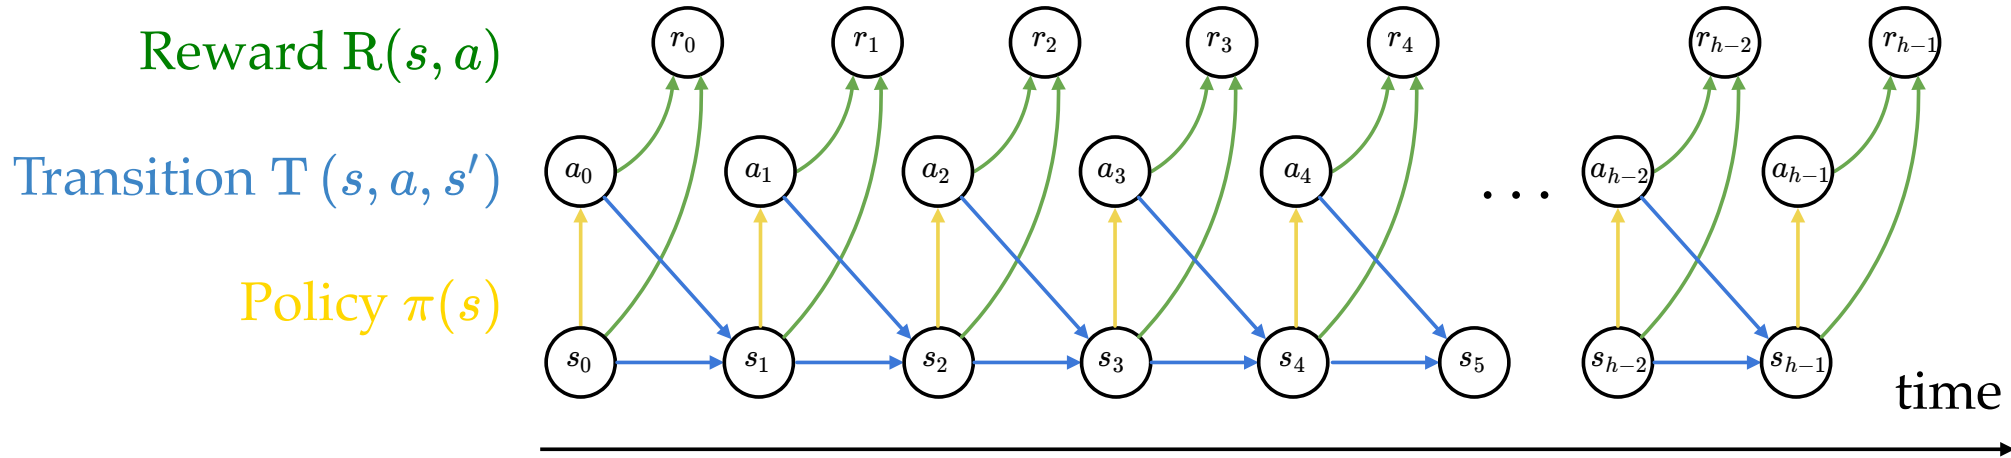 Reward R(s, a) r₀ r₁ r₂ r₃ r₄ rₕ₋₂ rₕ₋₁
Transition T (s, a, s′) a₀ a₁ a₂ a₃ a₄ … aₕ₋₂ aₕ₋₁
Policy π(s)
s₀ s₁ s₂ s₃ s₄ s₅ sₕ₋₂ sₕ₋₁
time